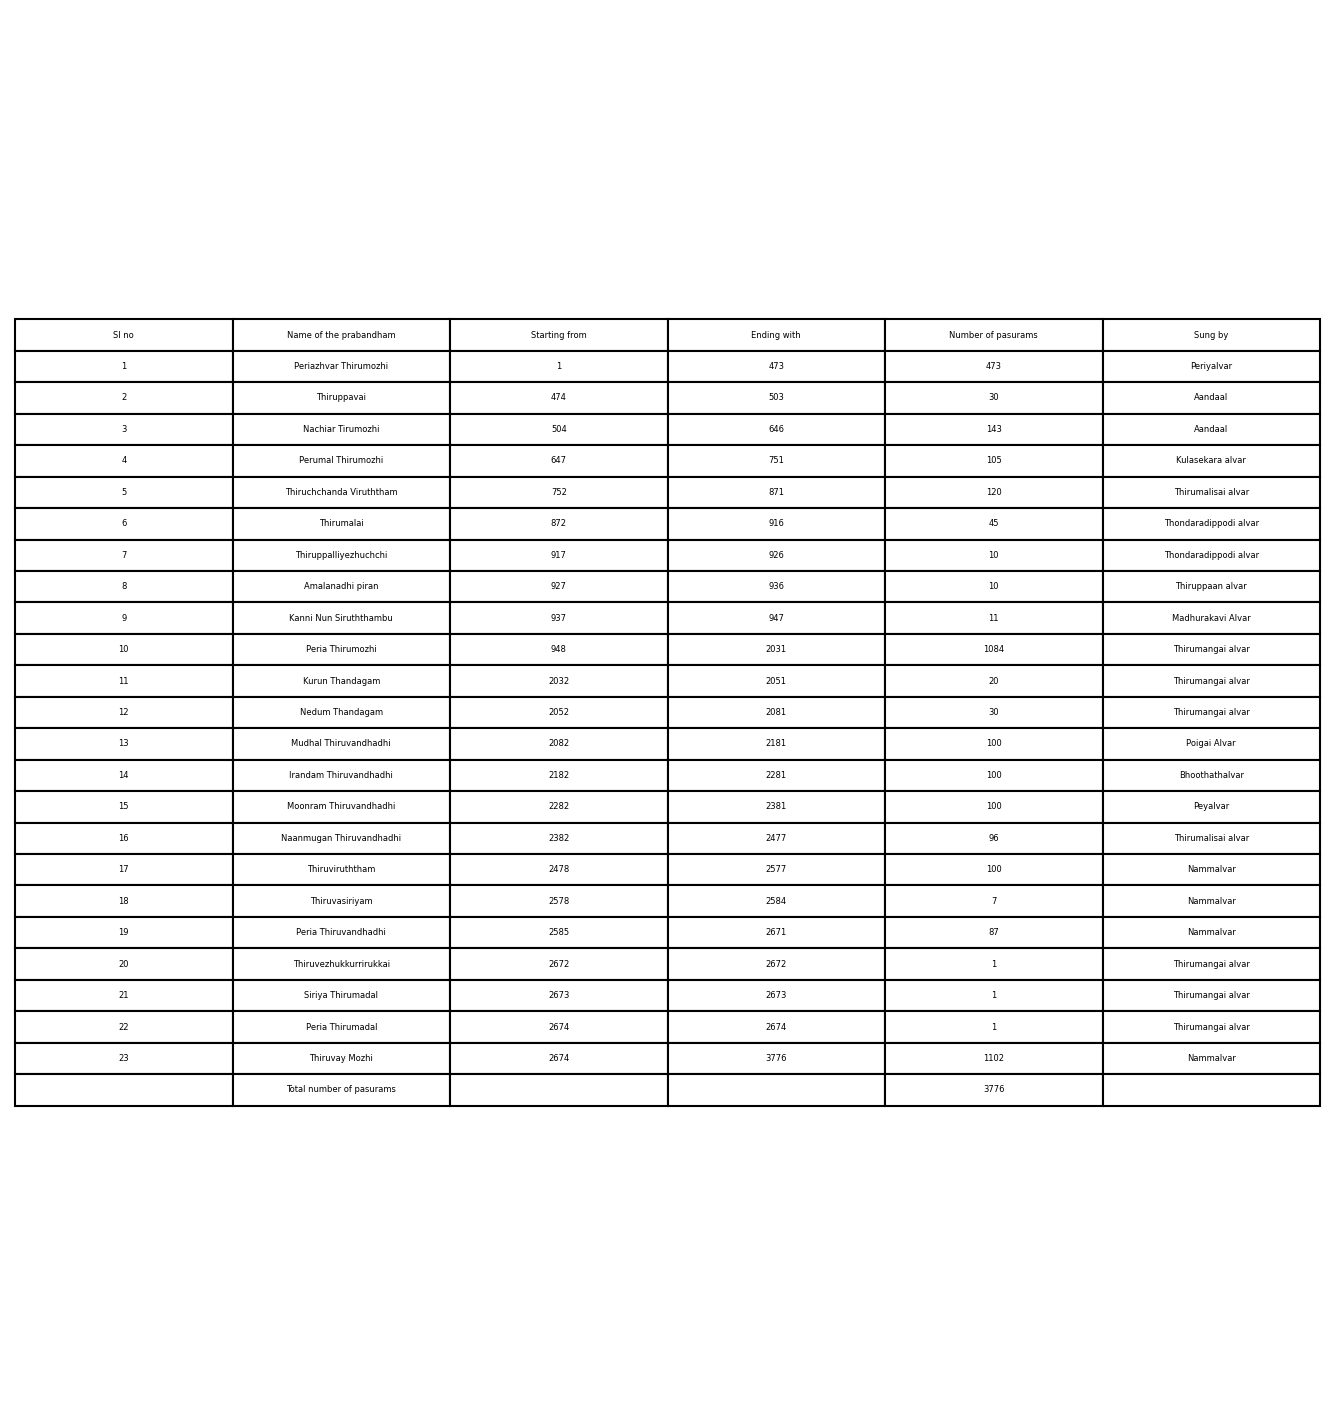 Sl no Name of the prabandham Starting from Ending with Number of pasurams Sung by
1 Periazhvar Thirumozhi 1 473 473 Periyalvar
2 Thiruppavai 474 503 30 Aandaal
3 Nachiar Tirumozhi 504 646 143 Aandaal
4 Perumal Thirumozhi 647 751 105 Kulasekara alvar
5 Thiruchchanda Viruththam 752 871 120 Thirumalisai alvar
6 Thirumalai 872 916 45 Thondaradippodi alvar
7 Thiruppalliyezhuchchi 917 926 10 Thondaradippodi alvar
8 Amalanadhi piran 927 936 10 Thiruppaan alvar
9 Kanni Nun Siruththambu 937 947 11 Madhurakavi Alvar
10 Peria Thirumozhi 948 2031 1084 Thirumangai alvar
11 Kurun Thandagam 2032 2051 20 Thirumangai alvar
12 Nedum Thandagam 2052 2081 30 Thirumangai alvar
13 Mudhal Thiruvandhadhi 2082 2181 100 Poigai Alvar
14 Irandam Thiruvandhadhi 2182 2281 100 Bhoothathalvar
15 Moonram Thiruvandhadhi 2282 2381 100 Peyalvar
16 Naanmugan Thiruvandhadhi 2382 2477 96 Thirumalisai alvar
17 Thiruviruththam 2478 2577 100 Nammalvar
18 Thiruvasiriyam 2578 2584 7 Nammalvar
19 Peria Thiruvandhadhi 2585 2671 87 Nammalvar
20 Thiruvezhukkurrirukkai 2672 2672 1 Thirumangai alvar
21 Siriya Thirumadal 2673 2673 1 Thirumangai alvar
22 Peria Thirumadal 2674 2674 1 Thirumangai alvar
23 Thiruvay Mozhi 2674 3776 1102 Nammalvar
Total number of pasurams 3776